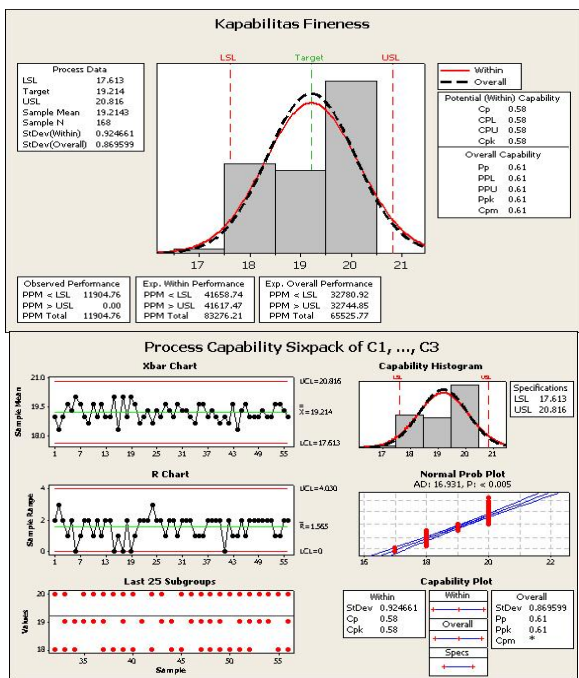 Kapabilitas Fineness
Process Data
LSL 17.613
Target 19.214
USL 20.816
Sample Mean 19.2143
Sample N 168
StDev(Within) 0.924661
StDev(Overall) 0.869599
LSL Target USL
17 18 19 20 21
Within
Overall
Potential (Within) Capability
Cp 0.58
CPL 0.58
CPU 0.58
Cpk 0.58
Overall Capability
Pp 0.61
PPL 0.61
PPU 0.61
Ppk 0.61
Cpm 0.61
Observed Performance
PPM < LSL 11904.76
PPM > USL 0.00
PPM Total 11904.76
Exp. Within Performance
PPM < LSL 41658.74
PPM > USL 41617.47
PPM Total 83276.21
Exp. Overall Performance
PPM < LSL 32780.92
PPM > USL 32744.85
PPM Total 65525.77
Process Capability Sixpack of C1, ..., C3
Xbar Chart
Sample Mean
21.0
19.5
18.0
UCL=20.816
X=19.214
LCL=17.613
1 7 13 19 25 31 37 43 49 55
R Chart
Sample Range
4
2
0
UCL=4.030
R=1.565
LCL=0
1 7 13 19 25 31 37 43 49 55
Last 25 Subgroups
Values
20
19
18
35 40 45 50 55
Sample
Capability Histogram
LSL USL
17 18 19 20 21
Specifications
LSL 17.613
USL 20.816
Normal Prob Plot
AD: 16.931, P: < 0.005
16 18 20 22
Capability Plot
Within
StDev 0.924661
Cp 0.58
Cpk 0.58
Within
Overall
Specs
Overall
StDev 0.869599
Pp 0.61
Ppk 0.61
Cpm *